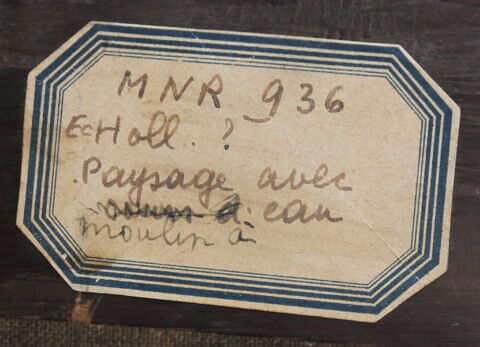 MNR 936
Ec Holl. ?
Paysage avec
à eau
moulin à